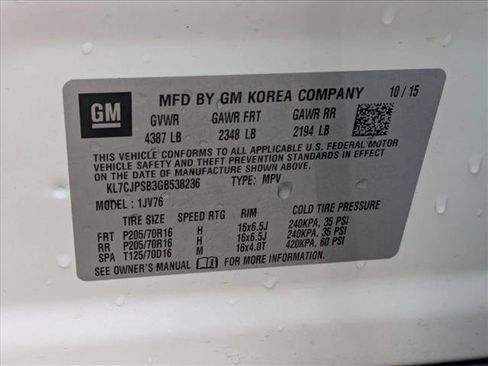 GM
MFD BY GM KOREA COMPANY 10/15
GVWR GAWR FRT GAWR RR
4387 LB 2348 LB 2194 LB
THIS VEHICLE CONFORMS TO ALL APPLICABLE U.S. FEDERAL MOTOR
VEHICLE SAFETY AND THEFT PREVENTION STANDARDS IN EFFECT
ON THE DATE OF MANUFACTURE SHOWN ABOVE.
KL7CJPSB3GB538236 TYPE: MPV
MODEL: 1JV76
TIRE SIZE SPEED RTG RIM COLD TIRE PRESSURE
FRT P205/70R16 H 16x6.5J 240KPA, 35 PSI
RR P205/70R16 H 16x6.5J 240KPA, 35 PSI
SPA T125/70D16 M 16x4.0T 420KPA, 60 PSI
SEE OWNER'S MANUAL FOR MORE INFORMATION.